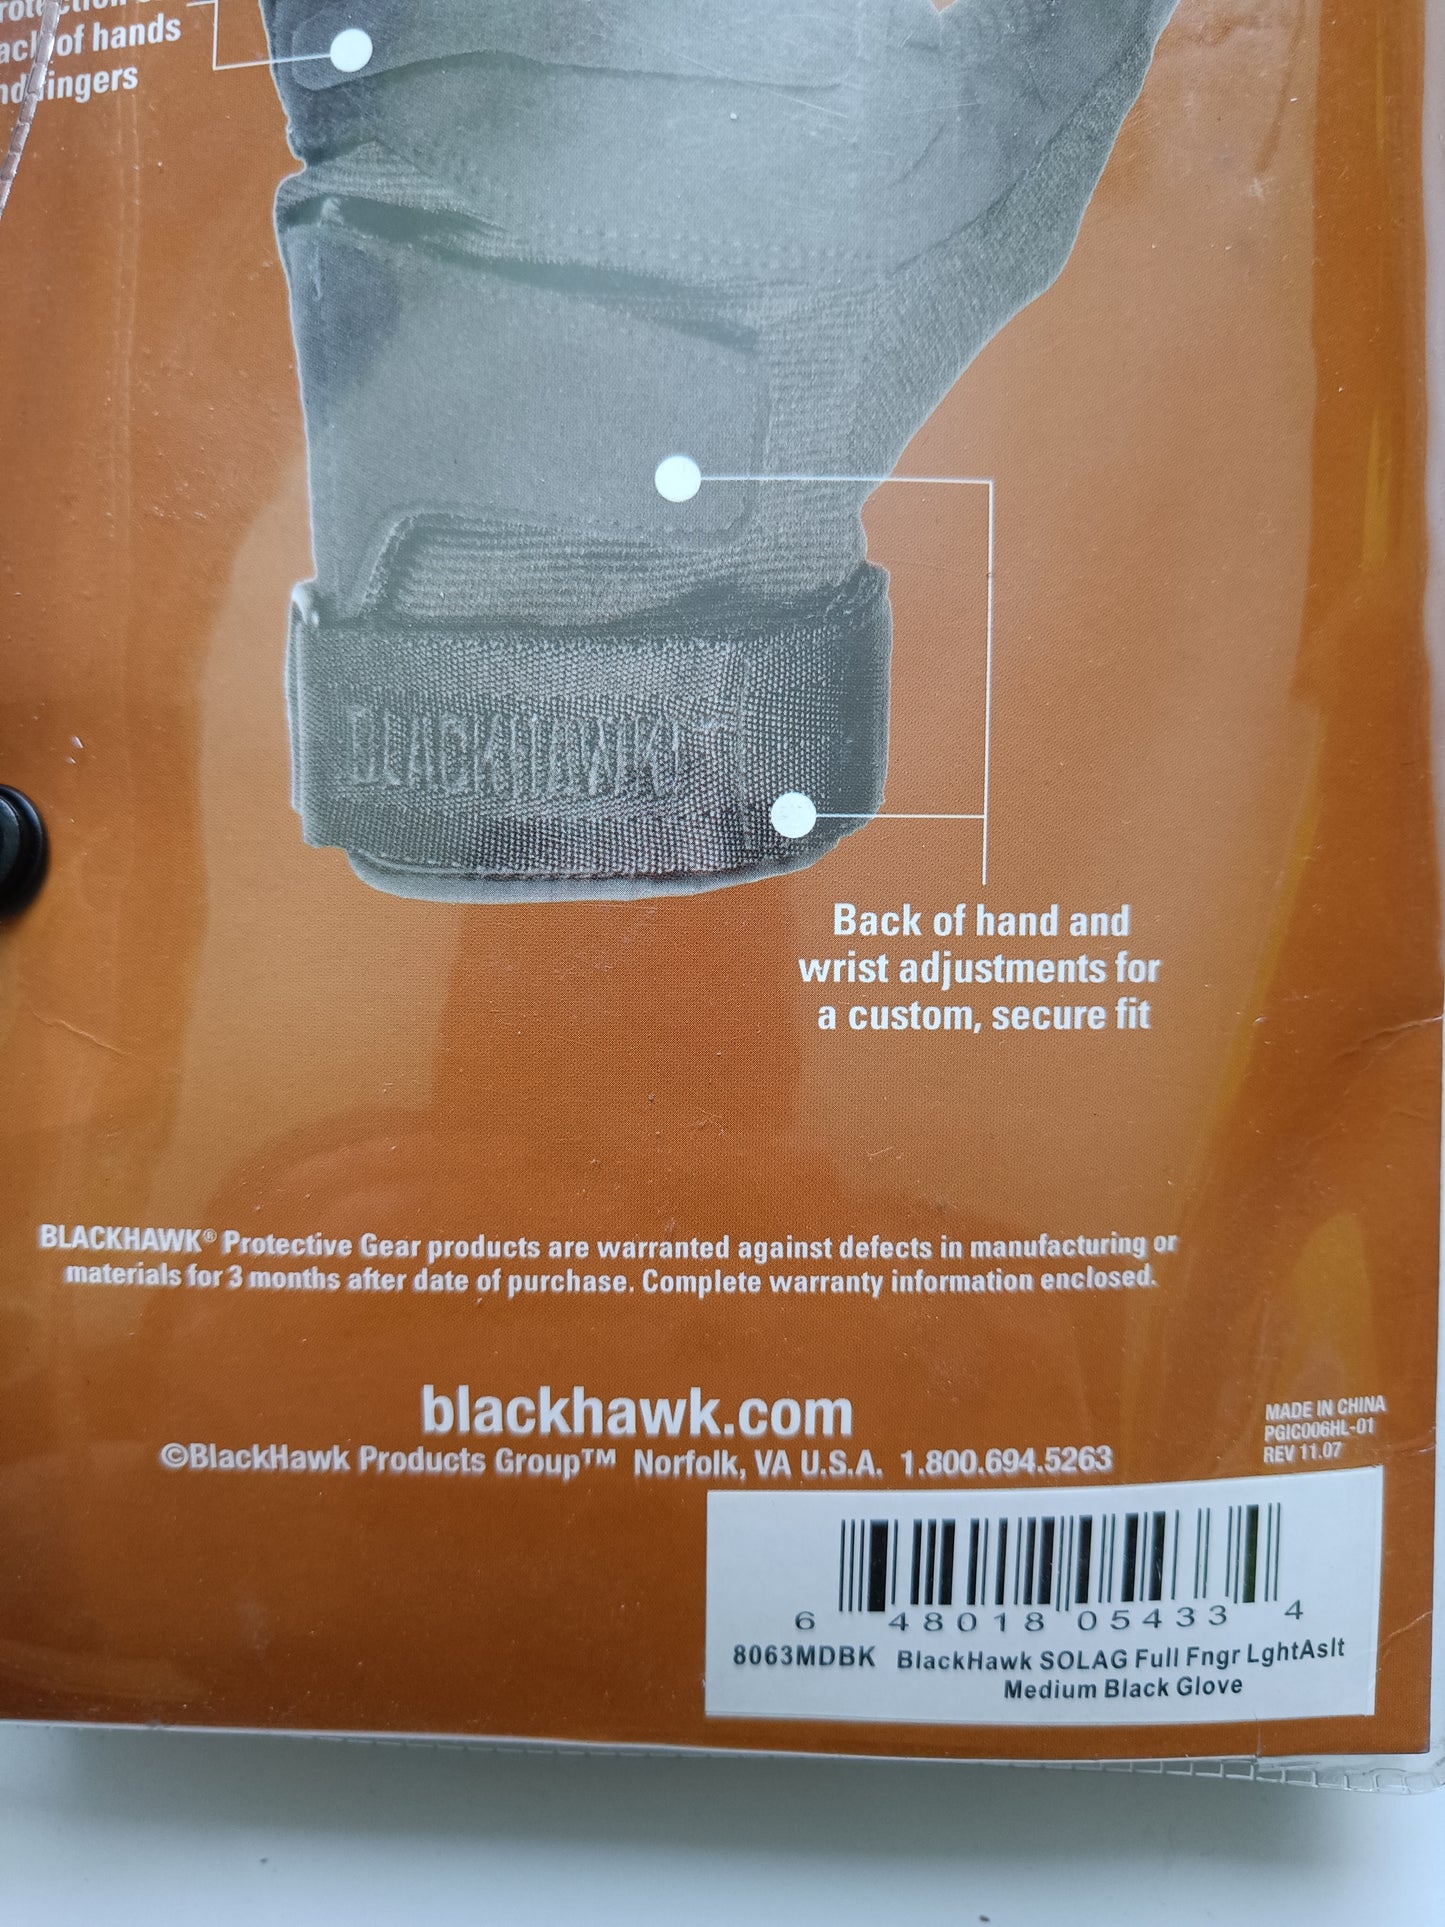 of hands
fingers
BLACKHAWK!
Back of hand and
wrist adjustments for
a custom, secure fit
BLACKHAWK® Protective Gear products are warranted against defects in manufacturing or
materials for 3 months after date of purchase. Complete warranty information enclosed.
blackhawk.com
©BlackHawk Products Group™ Norfolk, VA U.S.A. 1.800.694.5263
MADE IN CHINA
PGIC006HL-01
REV 11.07
6 48018 05433 4
8063MDBK BlackHawk SOLAG Full Fngr LghtAslt
Medium Black Glove